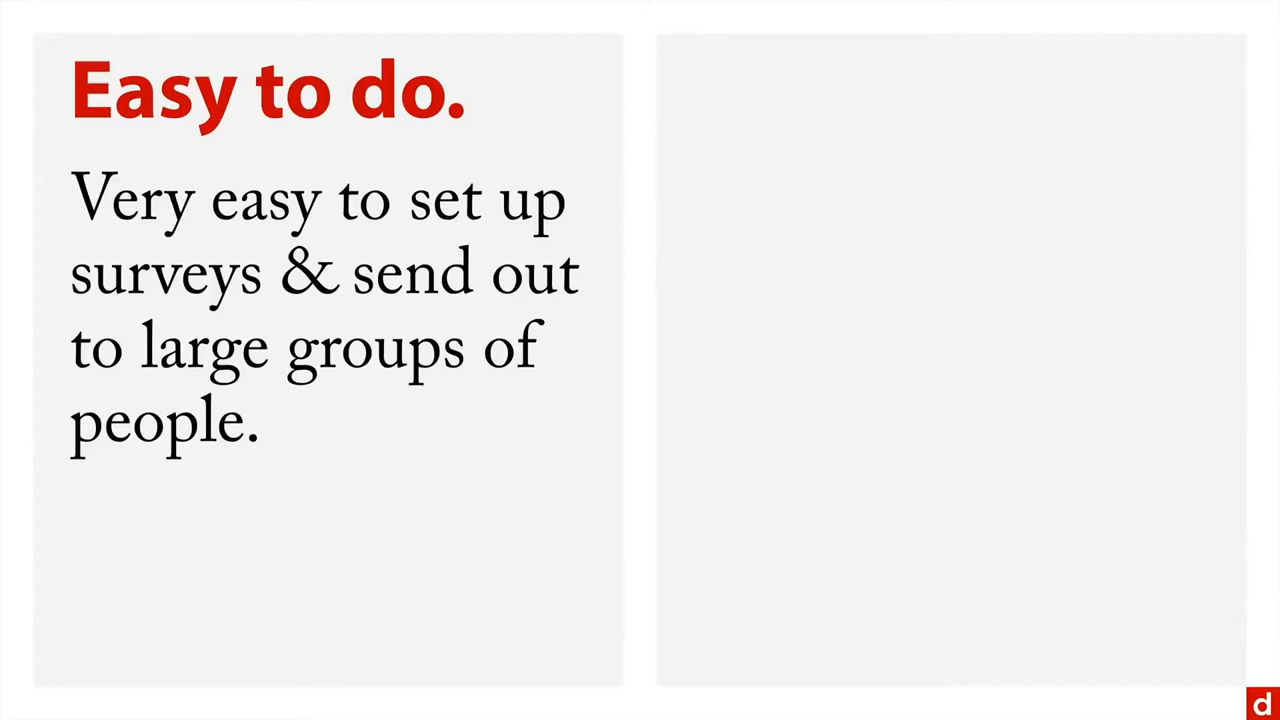 Easy to do.
Very easy to set up
surveys & send out
to large groups of
people.
d